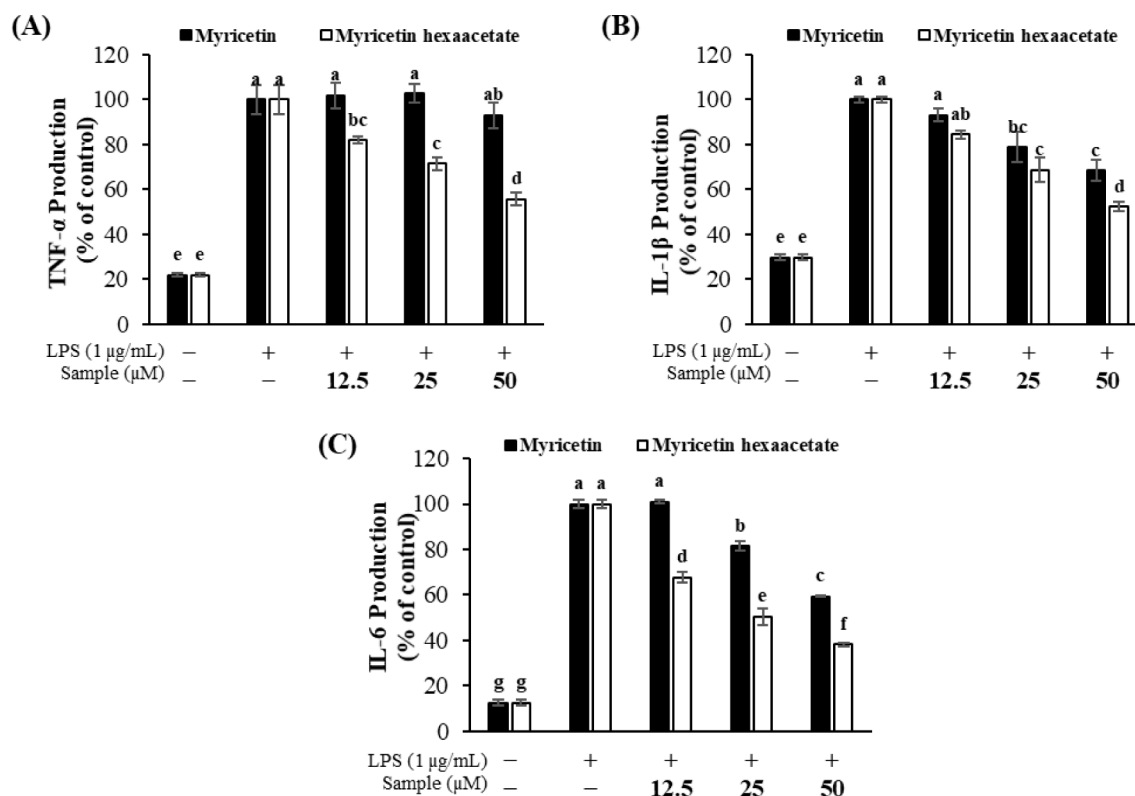 (A)
■Myricetin □Myricetin hexaacetate
TNF-α Production
(% of control)
120
100
80
60
40
20
0
e e a a a bc a c ab d
LPS (1 µg/mL) − + + + +
Sample (µM) − − 12.5 25 50
(B)
■Myricetin □Myricetin hexaacetate
IL-1β Production
(% of control)
120
100
80
60
40
20
0
e e a a a ab bc c c d
LPS (1 µg/mL) − + + + +
Sample (µM) − − 12.5 25 50
(C)
■Myricetin □Myricetin hexaacetate
IL-6 Production
(% of control)
120
100
80
60
40
20
0
g g a a a d b e c f
LPS (1 µg/mL) − + + + +
Sample (µM) − − 12.5 25 50